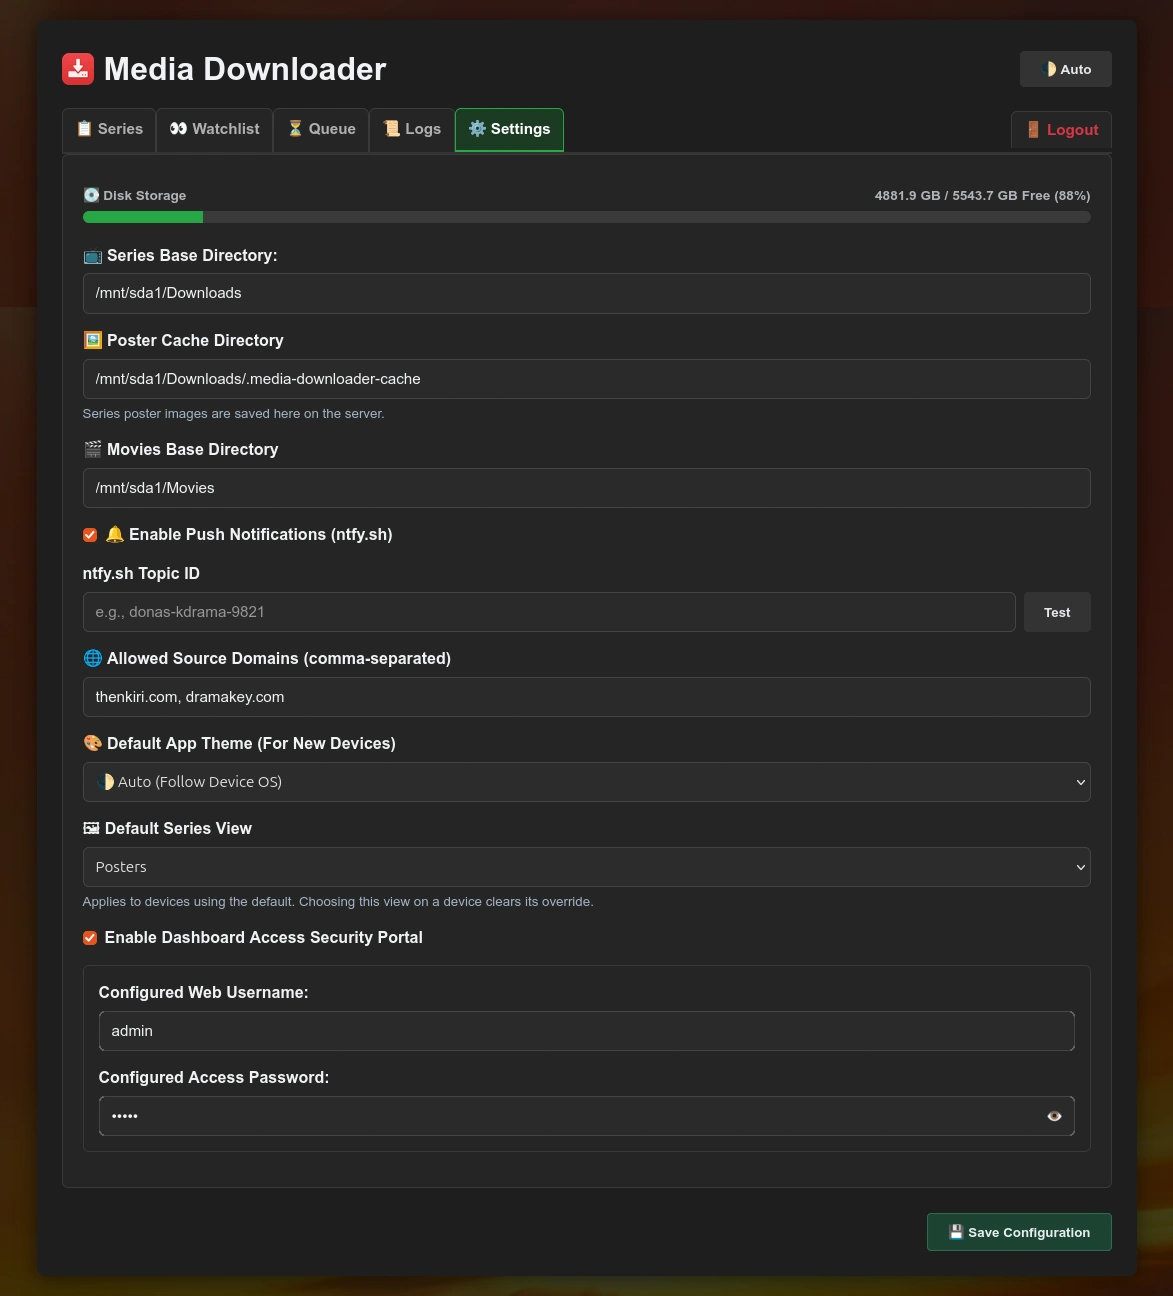 Media Downloader
Auto
Series
Watchlist
Queue
Logs
Settings
Logout
Disk Storage
4881.9 GB / 5543.7 GB Free (88%)
Series Base Directory:
/mnt/sda1/Downloads
Poster Cache Directory
/mnt/sda1/Downloads/.media-downloader-cache
Series poster images are saved here on the server.
Movies Base Directory
/mnt/sda1/Movies
Enable Push Notifications (ntfy.sh)
ntfy.sh Topic ID
e.g., donas-kdrama-9821
Test
Allowed Source Domains (comma-separated)
thenkiri.com, dramakey.com
Default App Theme (For New Devices)
Auto (Follow Device OS)
Default Series View
Posters
Applies to devices using the default. Choosing this view on a device clears its override.
Enable Dashboard Access Security Portal
Configured Web Username:
admin
Configured Access Password:
•••••
Save Configuration